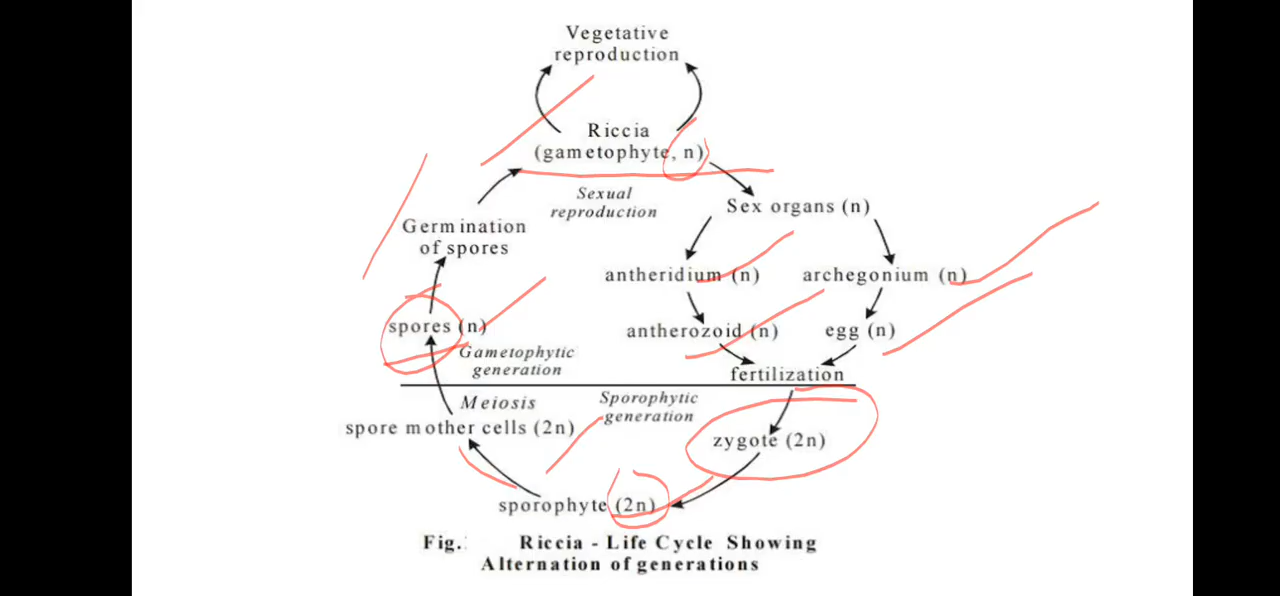 Vegetative
reproduction
Riccia
(gametophyte, n)
Sexual
reproduction
Sex organs (n)
Germination
of spores
antheridium (n)
archegonium (n)
spores (n)
antherozoid (n)
egg (n)
Gametophytic
generation
fertilization
Meiosis
Sporophytic
generation
spore mother cells (2n)
zygote (2n)
sporophyte (2n)
Fig. Riccia - Life Cycle Showing
Alternation of generations